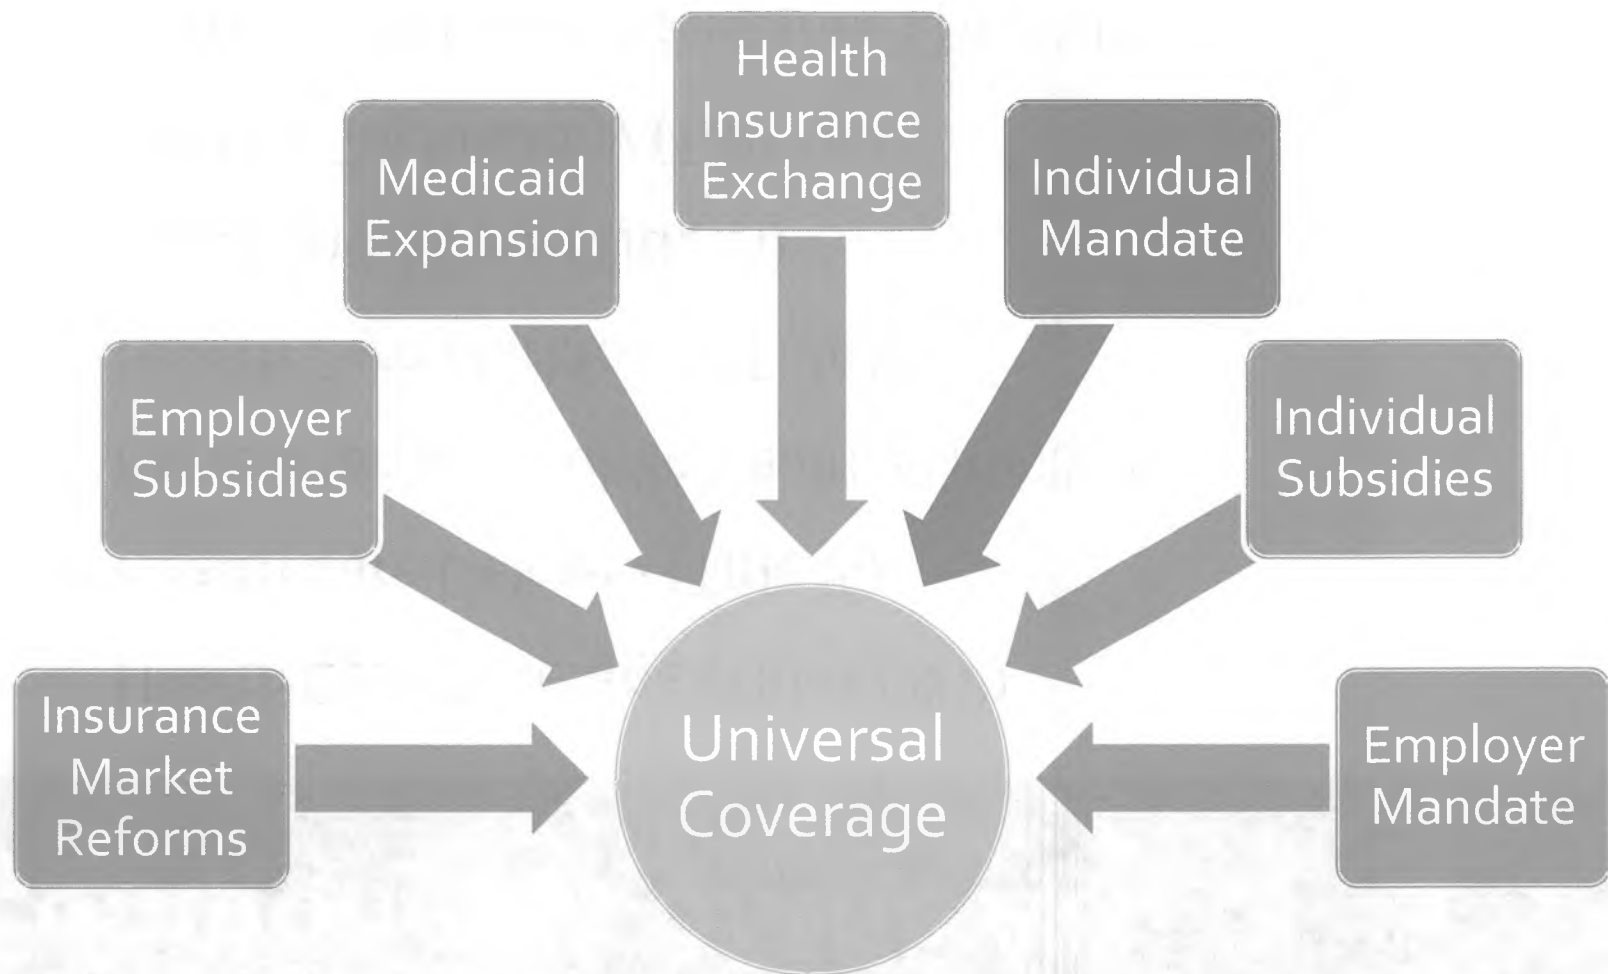 Health
Insurance
Exchange
Medicaid
Expansion
Individual
Mandate
Employer
Subsidies
Individual
Subsidies
Insurance
Market
Reforms
Universal
Coverage
Employer
Mandate